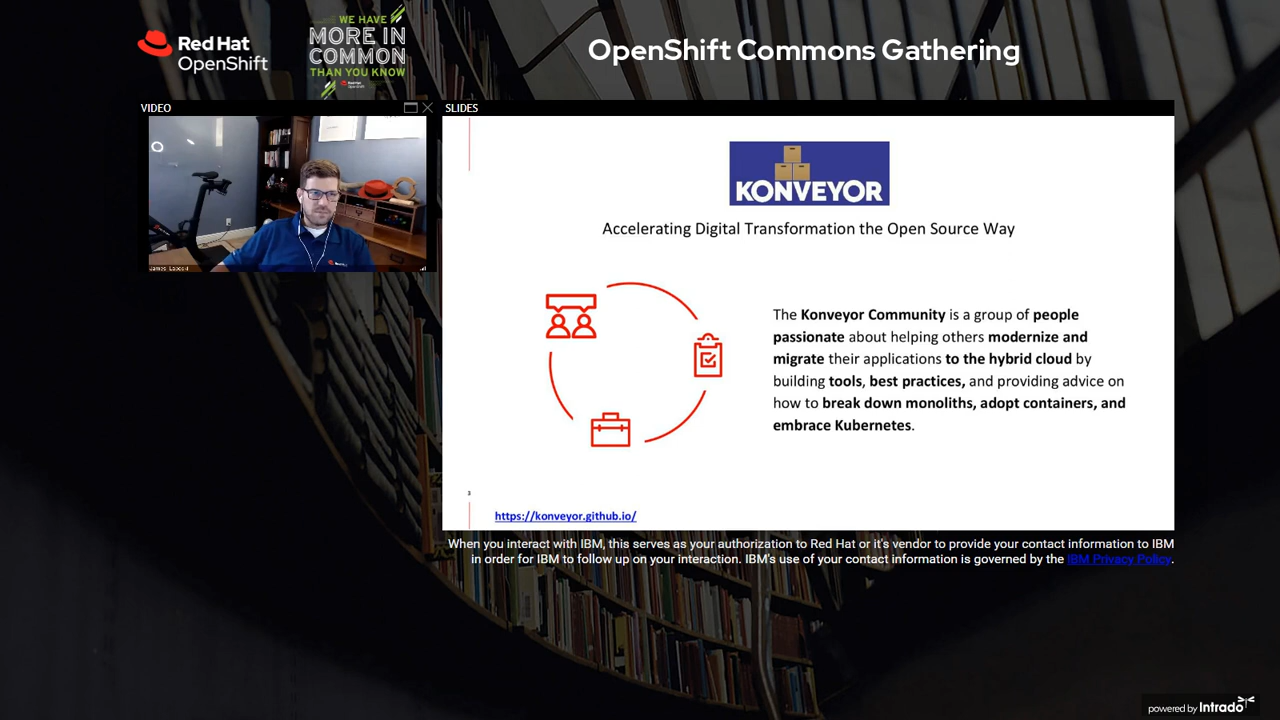 Red Hat
OpenShift
WE HAVE
MORE IN
COMMON
THAN YOU KNOW
Red Hat
OpenShift
OpenShift Commons Gathering
VIDEO
SLIDES
KONVEYOR
Accelerating Digital Transformation the Open Source Way
The Konveyor Community is a group of people
passionate about helping others modernize and
migrate their applications to the hybrid cloud by
building tools, best practices, and providing advice on
how to break down monoliths, adopt containers, and
embrace Kubernetes.
3
https://konveyor.github.io/
When you interact with IBM, this serves as your authorization to Red Hat or it's vendor to provide your contact information to IBM
in order for IBM to follow up on your interaction. IBM's use of your contact information is governed by the IBM Privacy Policy.
powered by Intrado